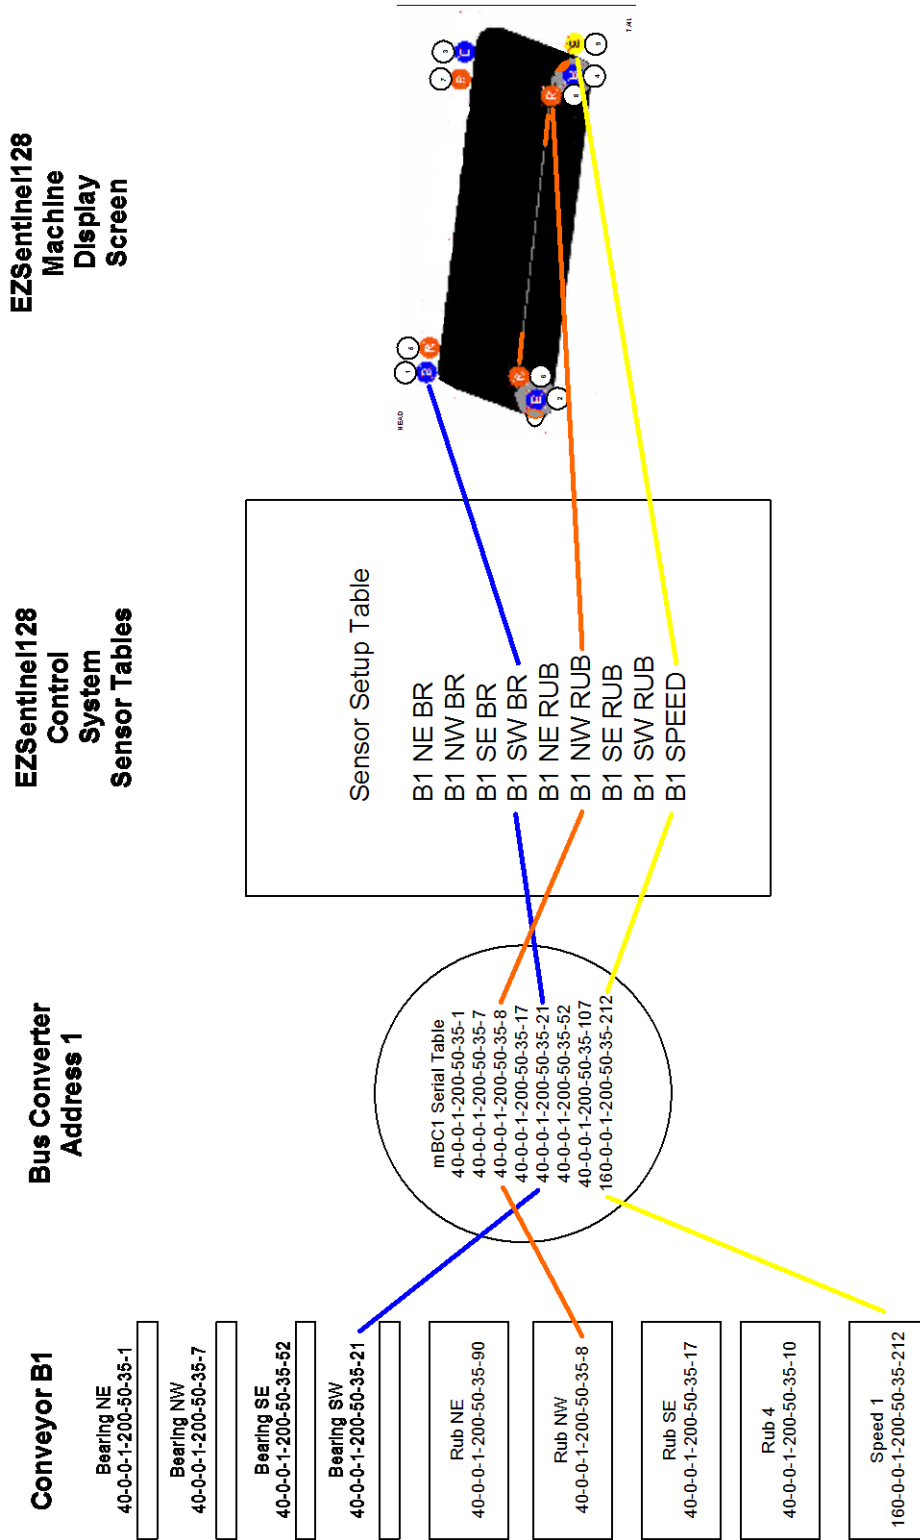 Conveyor B1
Bearing NE
40-0-0-1-200-50-35-1
Bearing NW
40-0-0-1-200-50-35-7
Bearing SE
40-0-0-1-200-50-35-52
Bearing SW
40-0-0-1-200-50-35-21
Rub NE
40-0-0-1-200-50-35-90
Rub NW
40-0-0-1-200-50-35-8
Rub SE
40-0-0-1-200-50-35-17
Rub 4
40-0-0-1-200-50-35-10
Speed 1
160-0-0-1-200-50-35-212
Bus Converter
Address 1
mBC1 Serial Table
40-0-0-1-200-50-35-1
40-0-0-1-200-50-35-7
40-0-0-1-200-50-35-8
40-0-0-1-200-50-35-17
40-0-0-1-200-50-35-21
40-0-0-1-200-50-35-52
40-0-0-1-200-50-35-107
160-0-0-1-200-50-35-212
EZSentinel128
Control
System
Sensor Tables
Sensor Setup Table
B1 NE BR
B1 NW BR
B1 SE BR
B1 SW BR
B1 NE RUB
B1 NW RUB
B1 SE RUB
B1 SW RUB
B1 SPEED
EZSentinel128
Machine
Display
Screen
HEAD
1
R
7
3
R
2
R
4
TAIL